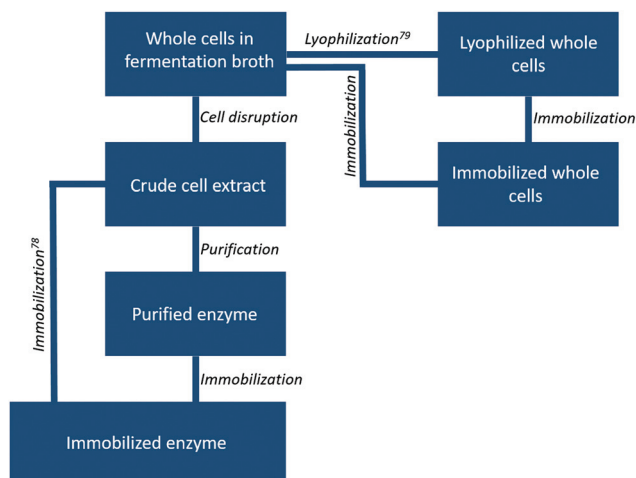 Whole cells in
fermentation broth
Lyophilization79
Lyophilized whole
cells
Immobilization
Cell disruption
Immobilization
Crude cell extract
Immobilized whole
cells
Immobilization78
Purification
Purified enzyme
Immobilization
Immobilized enzyme